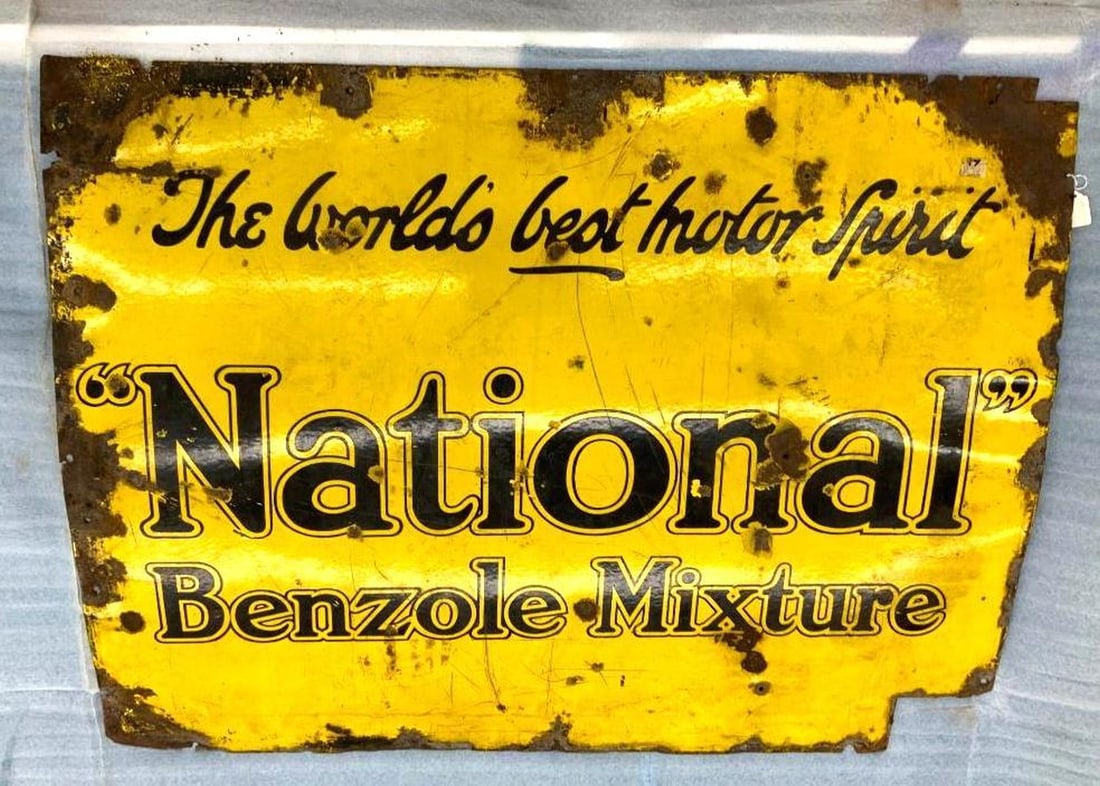 The World's best motor Spirit
"National"
Benzole Mixture